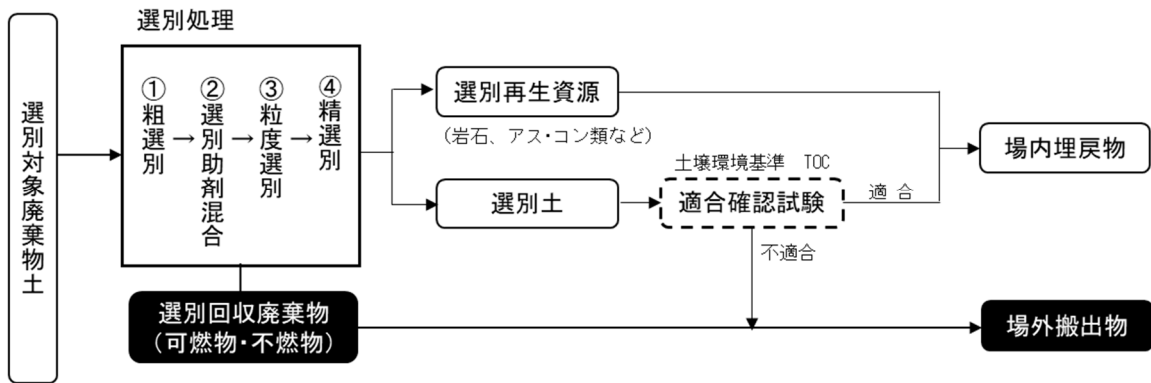 選別処理
選別対象廃棄物土
①粗選別
→
②選別助剤混合
→
③粒度選別
→
④精選別
選別再生資源
(岩石、アス・コン類など)
選別土
土壌環境基準 TOC
適合確認試験
適 合
不適合
場内埋戻物
選別回収廃棄物
(可燃物・不燃物)
場外搬出物